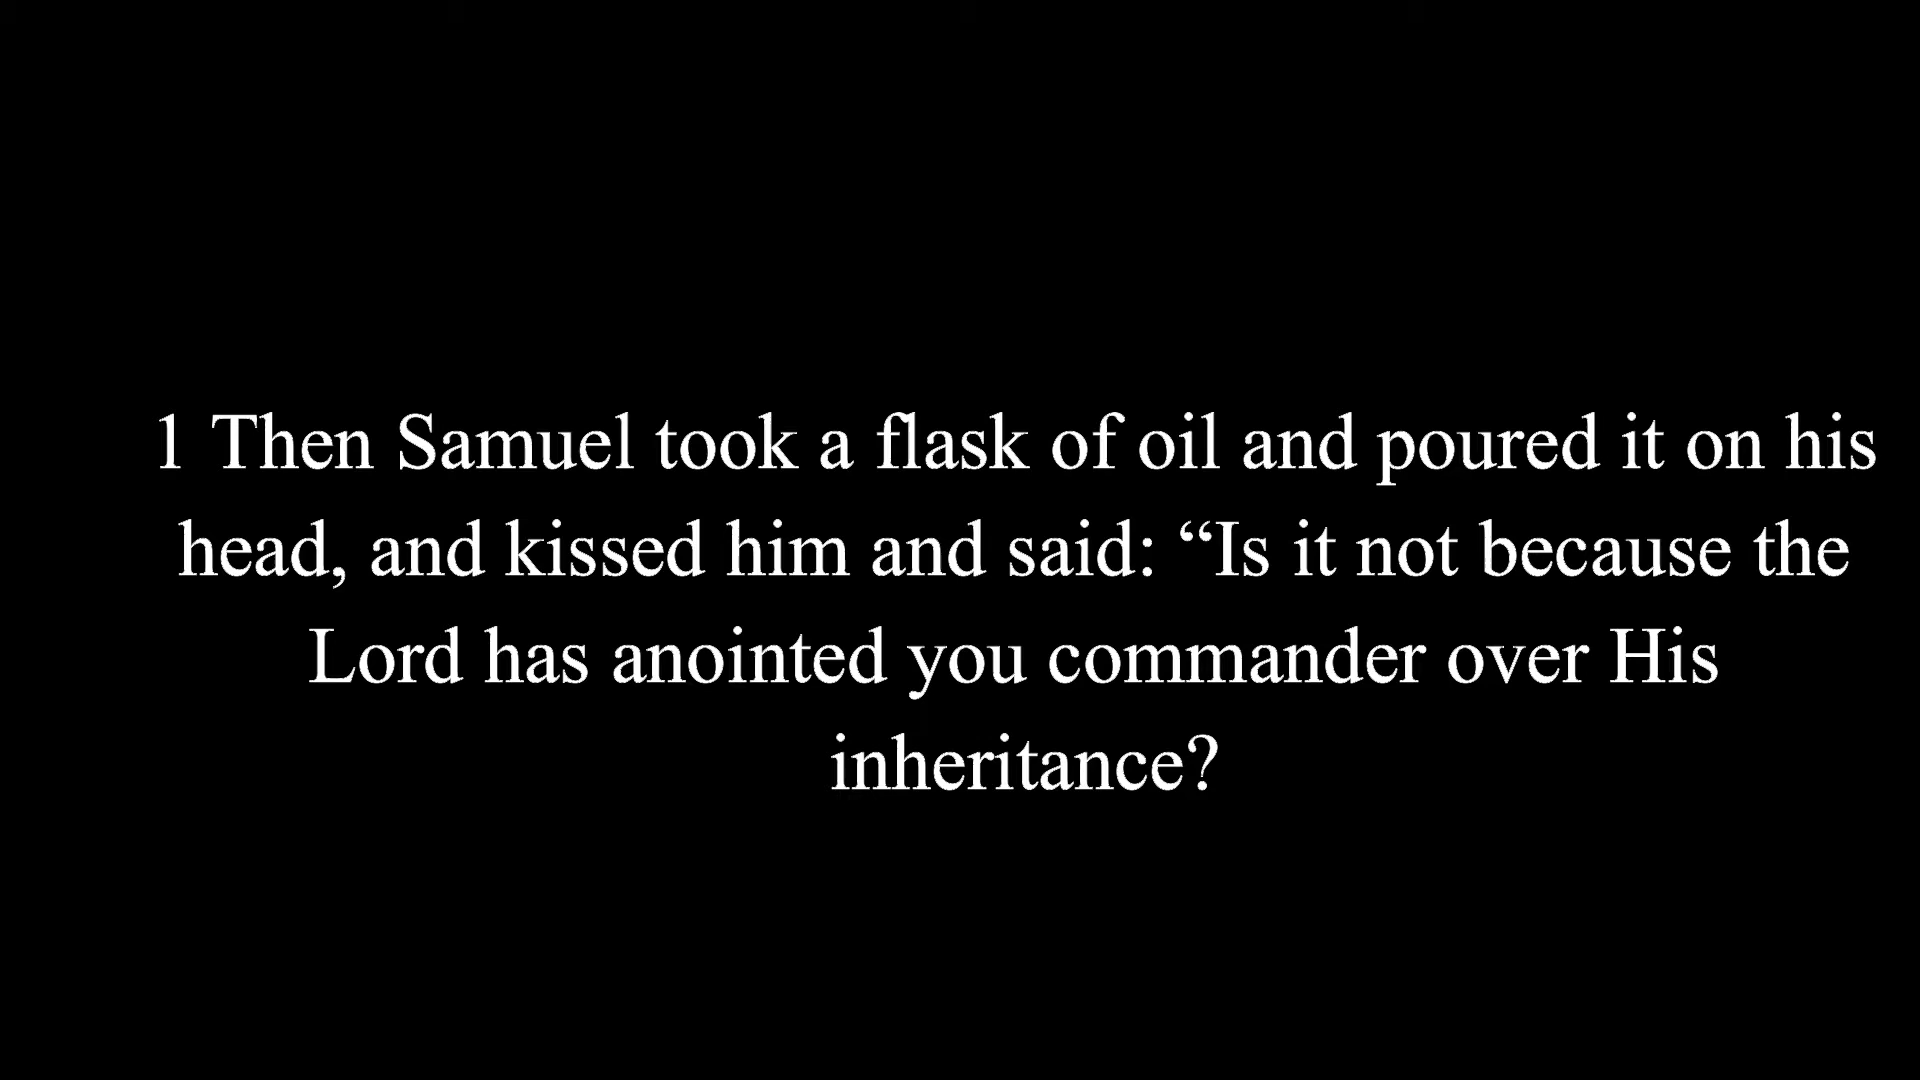 1 Then Samuel took a flask of oil and poured it on his
head, and kissed him and said: “Is it not because the
Lord has anointed you commander over His
inheritance?